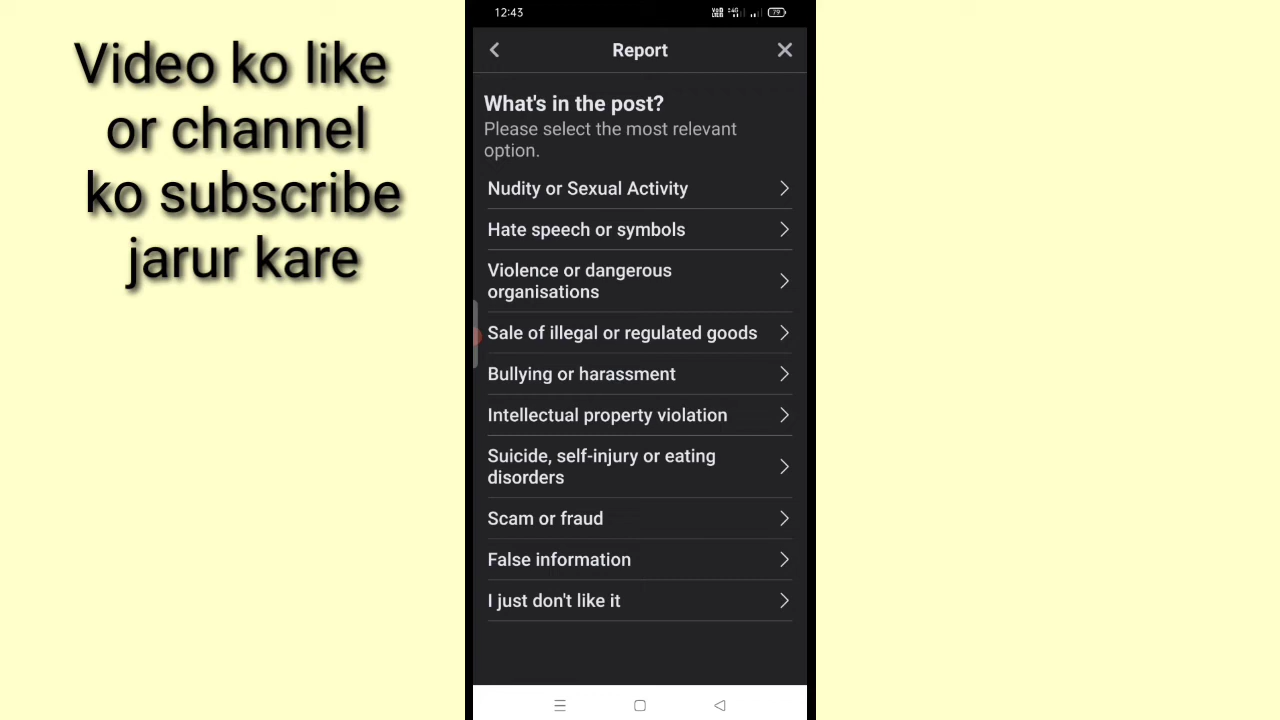 Video ko like
or channel
ko subscribe
jarur kare
12:43
79
Report
What's in the post?
Please select the most relevant
option.
Nudity or Sexual Activity
Hate speech or symbols
Violence or dangerous
organisations
Sale of illegal or regulated goods
Bullying or harassment
Intellectual property violation
Suicide, self-injury or eating
disorders
Scam or fraud
False information
I just don't like it